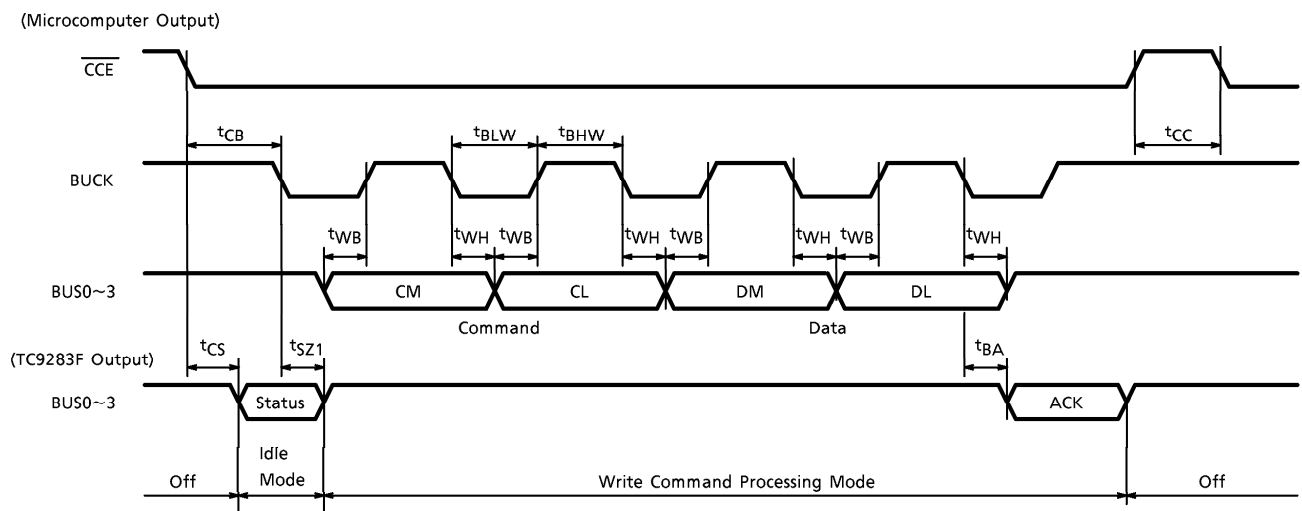 (Microcomputer Output)
CCE
tCB
tBLW
tBHW
tCC
BUCK
tWB
tWH
tWB
tWH
tWB
tWH
tWB
tWH
BUS0~3
CM
CL
DM
DL
Command
Data
tCS
tSZ1
tBA
(TC9283F Output)
BUS0~3
Status
ACK
Idle
Mode
Off
Write Command Processing Mode
Off